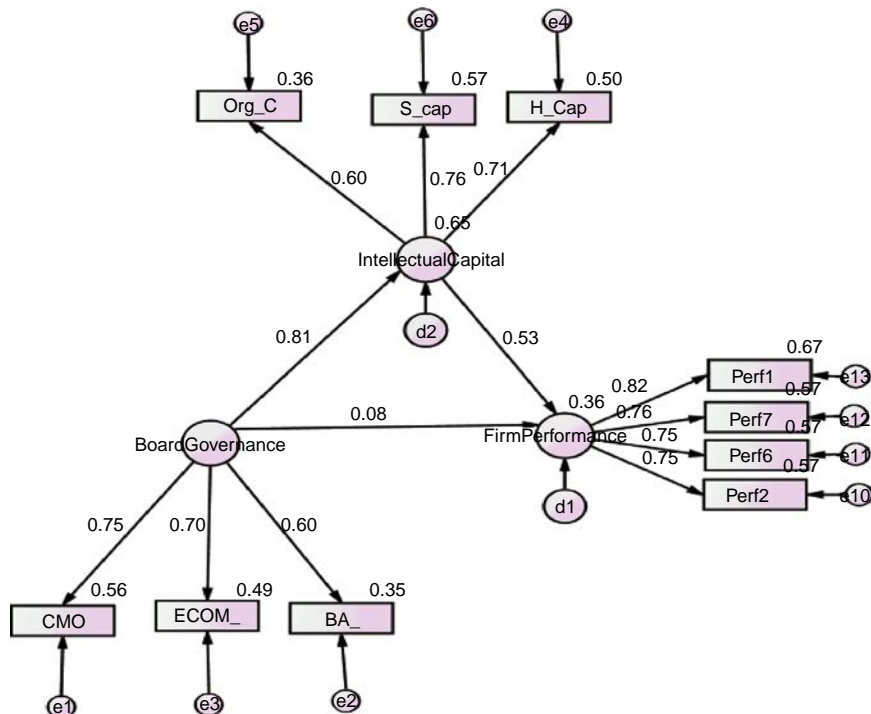 e5
e6
e4
0.36
0.57
0.50
Org_C
S_cap
H_Cap
0.60
0.76
0.71
0.65
IntellectualCapital
d2
0.81
0.53
0.67
Perf1
e13
0.82
0.57
0.36
0.08
0.76
Perf7
e12
0.57
BoardGovernance
FirmPerformance
0.75
Perf6
e11
0.57
0.75
Perf2
e10
d1
0.75
0.70
0.60
0.56
0.49
0.35
CMO
ECOM_
BA_
e1
e3
e2